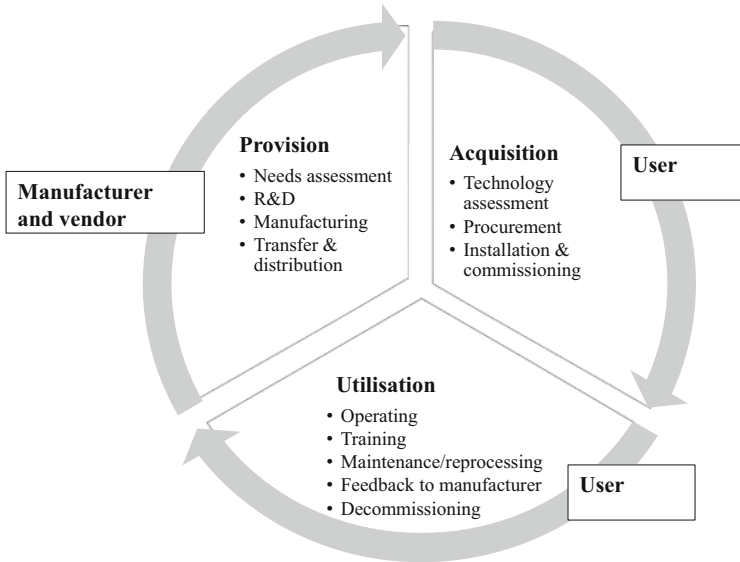 Provision
• Needs assessment
• R&D
• Manufacturing
• Transfer &
distribution
Manufacturer
and vendor
Acquisition
• Technology
assessment
• Procurement
• Installation &
commissioning
User
Utilisation
• Operating
• Training
• Maintenance/reprocessing
• Feedback to manufacturer
• Decommissioning
User